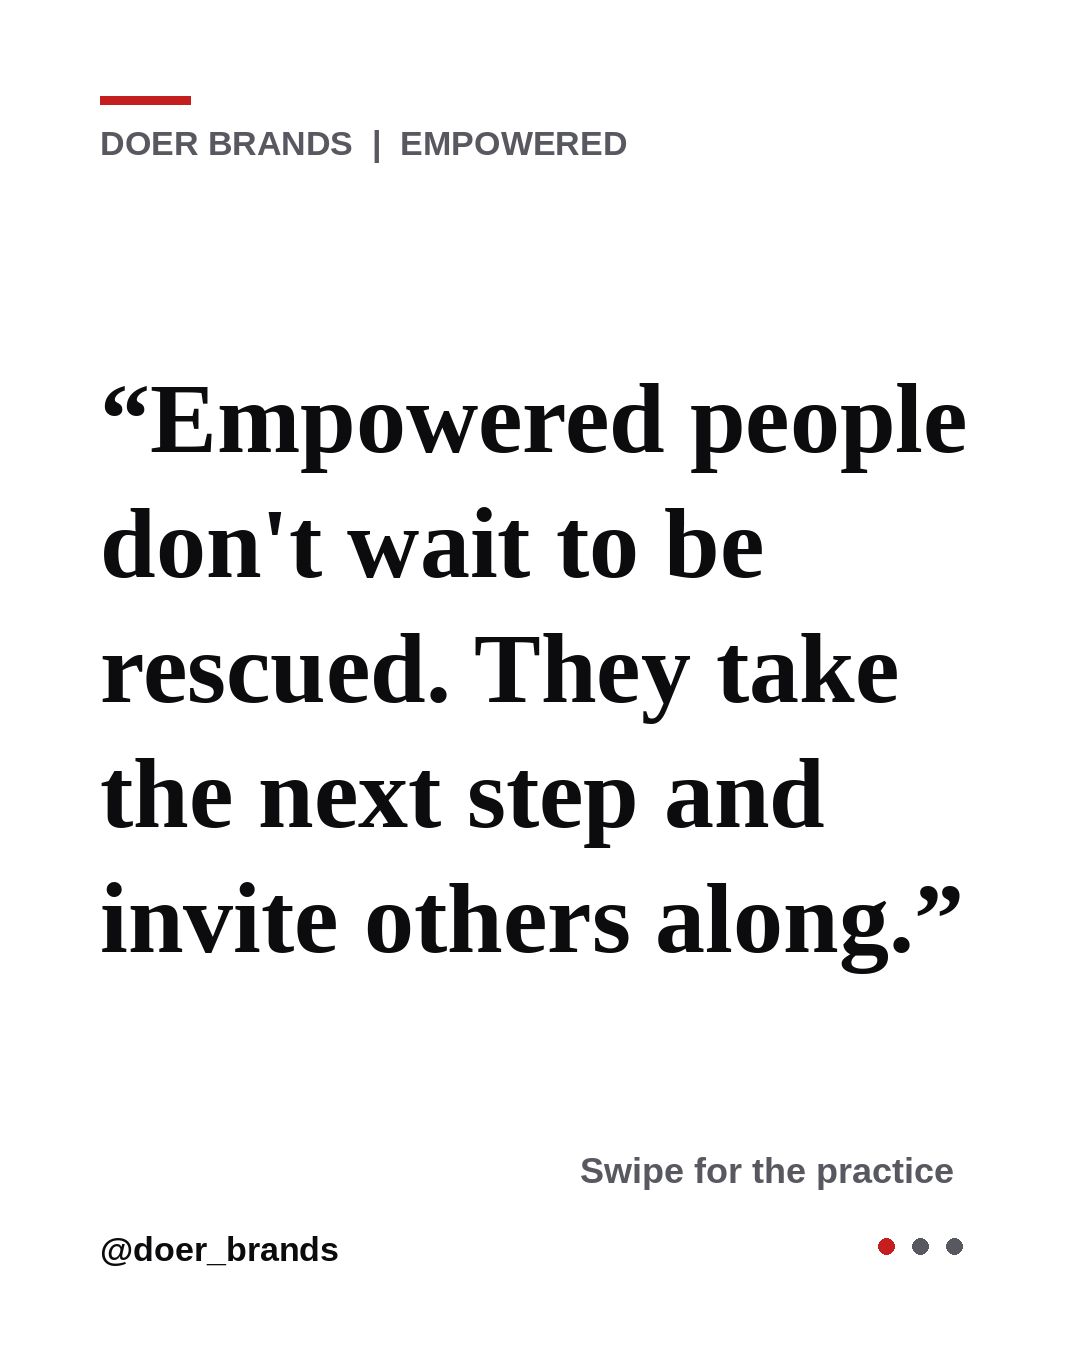 DOER BRANDS | EMPOWERED
“Empowered people
don't wait to be
rescued. They take
the next step and
invite others along.”
Swipe for the practice
@doer_brands